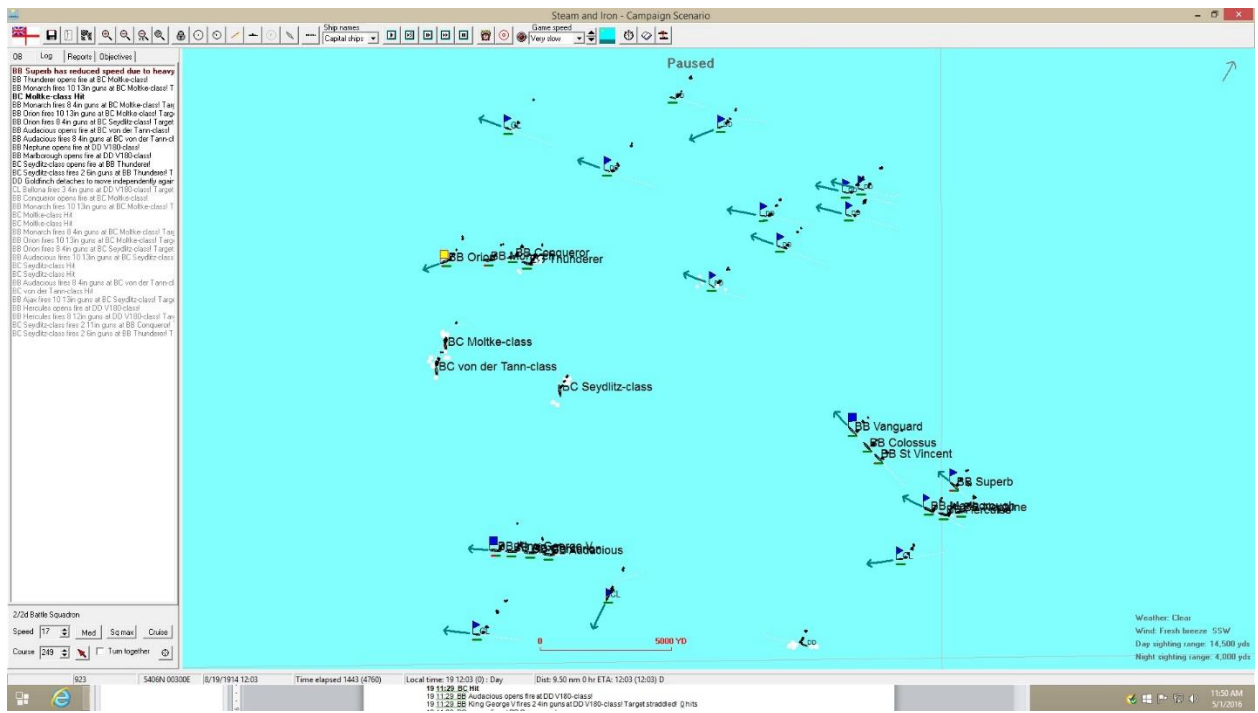 Steam and Iron - Campaign Scenario
Ship names
Capital ships
Game speed
Very slow
OB Log Reports Objectives
BB Superb has reduced speed due to heavy
BB Thunderer opens fire at BC Moltke-class!
BB Monarch fires 10 13in guns at BC Moltke-class! T
BC Moltke-class Hit
BB Monarch fires 8 4in guns at BC Moltke-class! Targ
BB Orion fires 10 13in guns at BC Moltke-class! Targ
BB Orion fires 8 4in guns at BC Seydlitz-class! Target
BB Audacious opens fire at BC von der Tann-class!
BB Audacious fires 8 4in guns at BC von der Tann-cl
BB Neptune opens fire at DD V180-class!
BB Marlborough opens fire at DD V180-class!
BC Seydlitz-class opens fire at BB Thunderer!
BC Seydlitz-class fires 2 6in guns at BB Thunderer! T
DD Goldfinch detaches to move independently again
CL Bellona fires 3 4in guns at DD V180-class! Target
BB Conqueror opens fire at BC Moltke-class!
BB Monarch fires 10 13in guns at BC Moltke-class! T
BC Moltke-class Hit
BC Moltke-class Hit
BB Monarch fires 8 4in guns at BC Moltke-class! Targ
BB Orion fires 10 13in guns at BC Moltke-class! Targ
BB Orion fires 8 4in guns at BC Seydlitz-class! Target
BB Audacious fires 10 13in guns at BC Seydlitz-class
BC Seydlitz-class Hit
BC Seydlitz-class Hit
BB Audacious fires 8 4in guns at BC von der Tann-cl
BC von der Tann-class Hit
BB Ajax fires 10 13in guns at BC Seydlitz-class! Targe
BB Hercules opens fire at DD V180-class!
BB Hercules fires 8 12in guns at DD V180-class! Tar
BC Seydlitz-class fires 2 11in guns at BB Conqueror!
BC Seydlitz-class fires 2 6in guns at BB Thunderer! T
Paused
BB Conqueror
BB Orion
Thunderer
BC Moltke-class
BC von der Tann-class
BC Seydlitz-class
BB Vanguard
BB Colossus
BB St Vincent
BB Superb
BB King George V
Audacious
CL
CL
CL
DD
0 5000 YD
Weather: Clear
Wind: Fresh breeze SSW
Day sighting range: 14,500 yds
Night sighting range: 4,000 yds
2/2d Battle Squadron
Speed 17 Med Sq max Cruise
Course 249 Turn together
923 5406N 00300E 8/19/1914 12:03 Time elapsed 1443 (4760) Local time: 19 12:03 (0) : Day Dist: 9.50 nm 0 hr ETA: 12:03 (12:03) D
19 11:29 BC Hit
19 11:29 BB Audacious opens fire at DD V180-class!
19 11:29 BB King George V fires 2 4in guns at DD V180-class! Target straddled! 0 hits
11:50 AM
5/1/2016